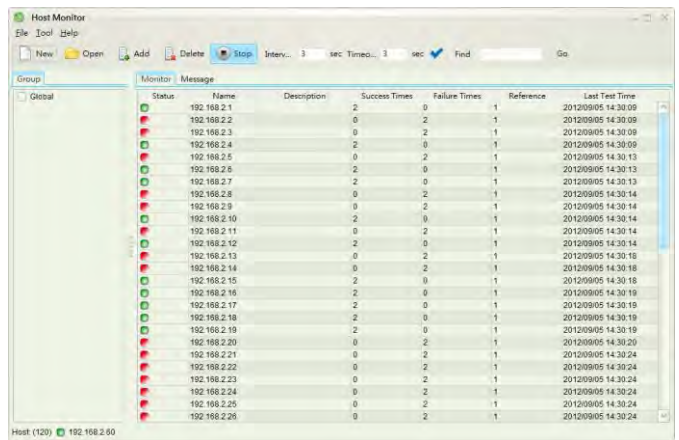 Host Monitor
File Tool Help
New Open Add Delete Stop Interv... 3 sec Timeo... 3 sec Find Go
Group Monitor Message
Global
Status Name Description Success Times Failure Times Reference Last Test Time
192.168.2.1 2 0 1 2012/09/05 14:30:09
192.168.2.2 0 2 1 2012/09/05 14:30:09
192.168.2.3 0 2 1 2012/09/05 14:30:09
192.168.2.4 2 0 1 2012/09/05 14:30:09
192.168.2.5 0 2 1 2012/09/05 14:30:13
192.168.2.6 2 0 1 2012/09/05 14:30:13
192.168.2.7 2 0 1 2012/09/05 14:30:13
192.168.2.8 0 2 1 2012/09/05 14:30:14
192.168.2.9 0 2 1 2012/09/05 14:30:14
192.168.2.10 2 0 1 2012/09/05 14:30:14
192.168.2.11 0 2 1 2012/09/05 14:30:14
192.168.2.12 2 0 1 2012/09/05 14:30:14
192.168.2.13 0 2 1 2012/09/05 14:30:18
192.168.2.14 0 2 1 2012/09/05 14:30:18
192.168.2.15 2 0 1 2012/09/05 14:30:18
192.168.2.16 2 0 1 2012/09/05 14:30:19
192.168.2.17 2 0 1 2012/09/05 14:30:19
192.168.2.18 2 0 1 2012/09/05 14:30:19
192.168.2.19 2 0 1 2012/09/05 14:30:19
192.168.2.20 0 2 1 2012/09/05 14:30:20
192.168.2.21 0 2 1 2012/09/05 14:30:24
192.168.2.22 0 2 1 2012/09/05 14:30:24
192.168.2.23 0 2 1 2012/09/05 14:30:24
192.168.2.24 0 2 1 2012/09/05 14:30:24
192.168.2.25 0 2 1 2012/09/05 14:30:24
192.168.2.26 0 2 1 2012/09/05 14:30:24
Host: (120) 192.168.2.60